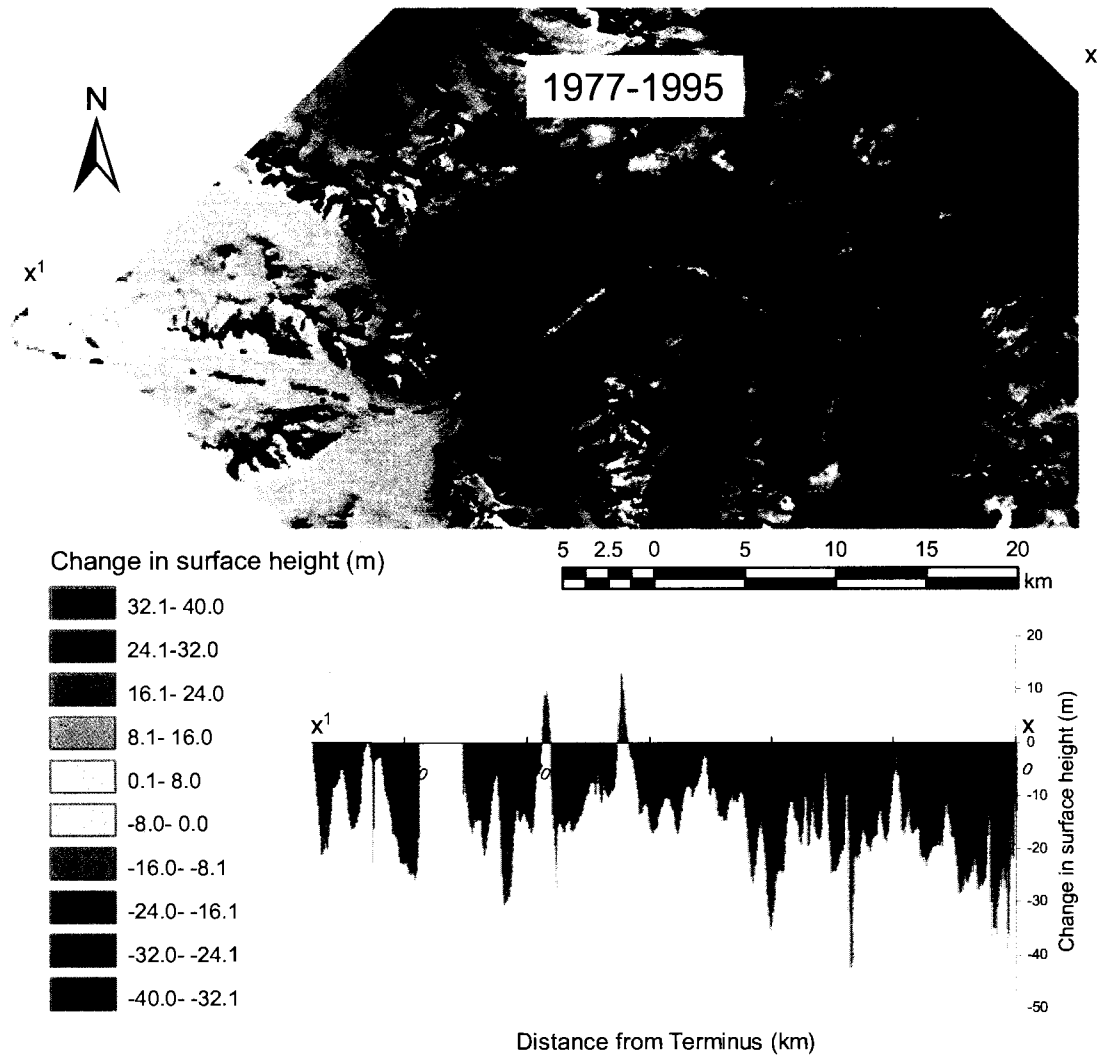 1977-1995
x
N
x¹
Change in surface height (m)
32.1- 40.0
24.1-32.0
16.1- 24.0
8.1- 16.0
0.1- 8.0
-8.0- 0.0
-16.0- -8.1
-24.0- -16.1
-32.0- -24.1
-40.0- -32.1
5 2.5 0 5 10 15 20
km
20
10
0
-10
-20
-30
-40
-50
Change in surface height (m)
x¹
x
0
0
0
Distance from Terminus (km)